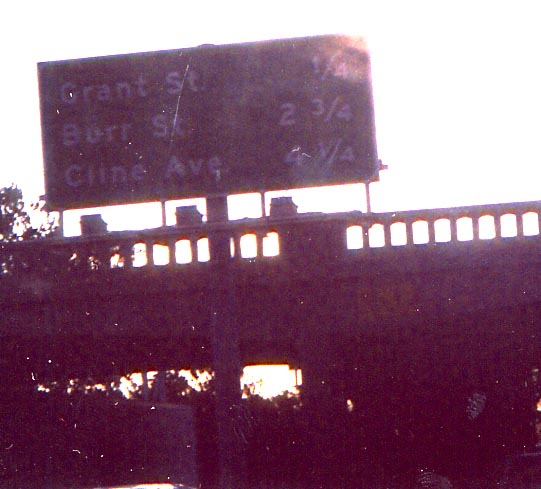 Grant St. 1/4
Burr St 2 3/4
Cline Ave. 4 1/4